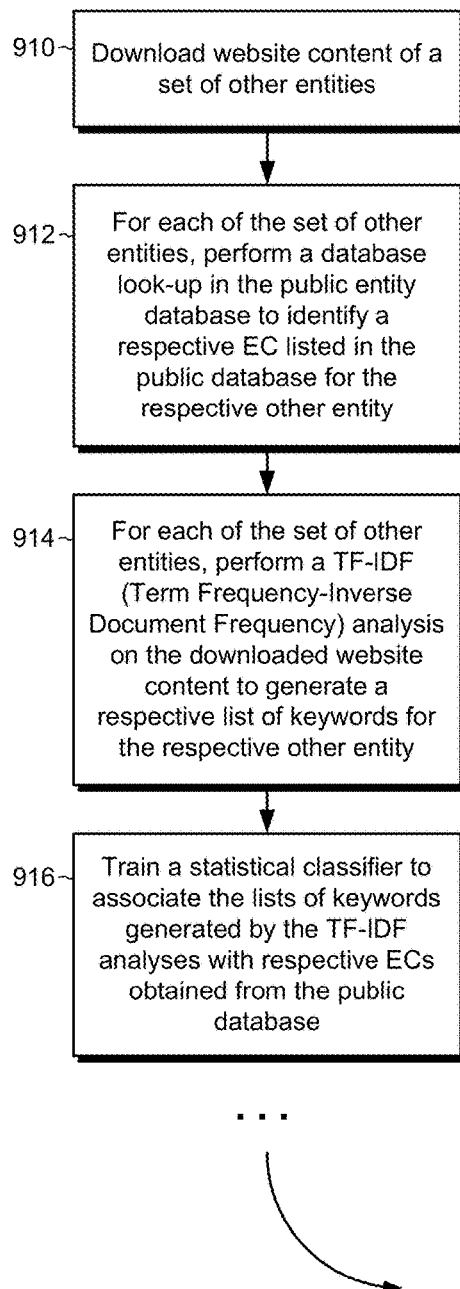 910
Download website content of a
set of other entities
912
For each of the set of other
entities, perform a database
look-up in the public entity
database to identify a
respective EC listed in the
public database for the
respective other entity
914
For each of the set of other
entities, perform a TF-IDF
(Term Frequency-Inverse
Document Frequency) analysis
on the downloaded website
content to generate a
respective list of keywords for
the respective other entity
916
Train a statistical classifier to
associate the lists of keywords
generated by the TF-IDF
analyses with respective ECs
obtained from the public
database
. . .